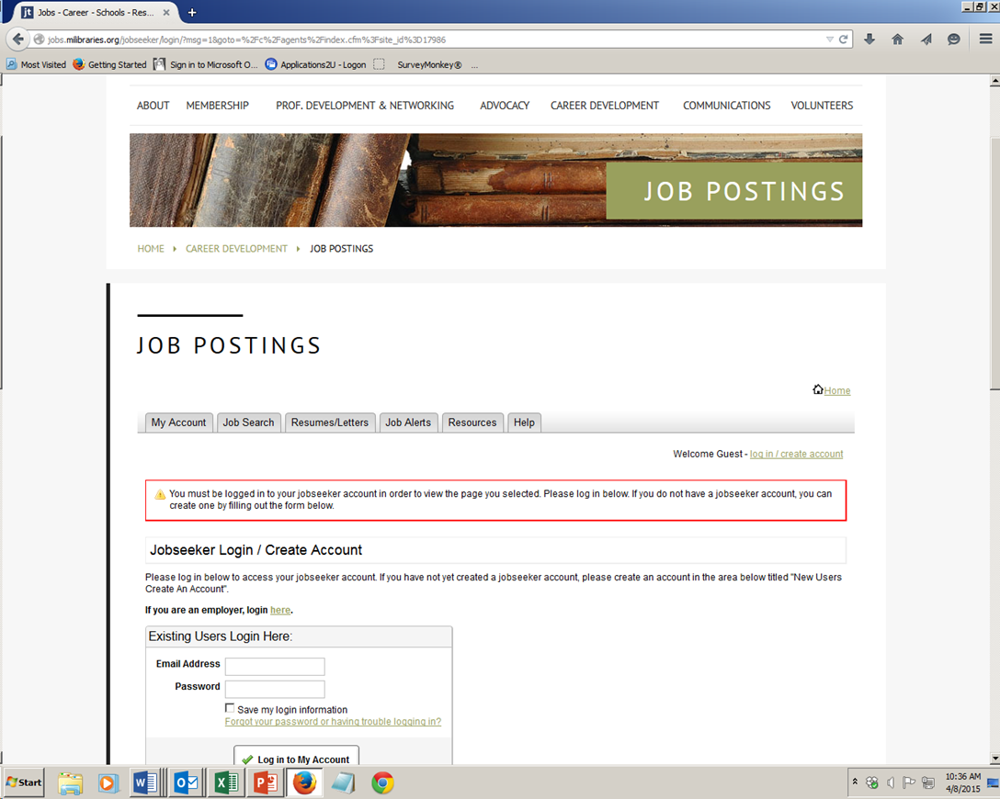 jt Jobs - Career - Schools - Res... × +
jobs.milibraries.org/jobseeker/login/?msg=1&goto=%2Fc%2Fagents%2Findex.cfm%3Fsite_id%3D17986
Most Visited Getting Started Sign in to Microsoft O... Applications2U - Logon SurveyMonkey® ...
ABOUT MEMBERSHIP PROF. DEVELOPMENT & NETWORKING ADVOCACY CAREER DEVELOPMENT COMMUNICATIONS VOLUNTEERS
JOB POSTINGS
HOME CAREER DEVELOPMENT JOB POSTINGS
JOB POSTINGS
Home
My Account Job Search Resumes/Letters Job Alerts Resources Help
Welcome Guest - log in / create account
You must be logged in to your jobseeker account in order to view the page you selected. Please log in below. If you do not have a jobseeker account, you can
create one by filling out the form below.
Jobseeker Login / Create Account
Please log in below to access your jobseeker account. If you have not yet created a jobseeker account, please create an account in the area below titled "New Users
Create An Account".
If you are an employer, login here.
Existing Users Login Here:
Email Address
Password
Save my login information
Forgot your password or having trouble logging in?
Log in to My Account
Start
10:36 AM
4/8/2015